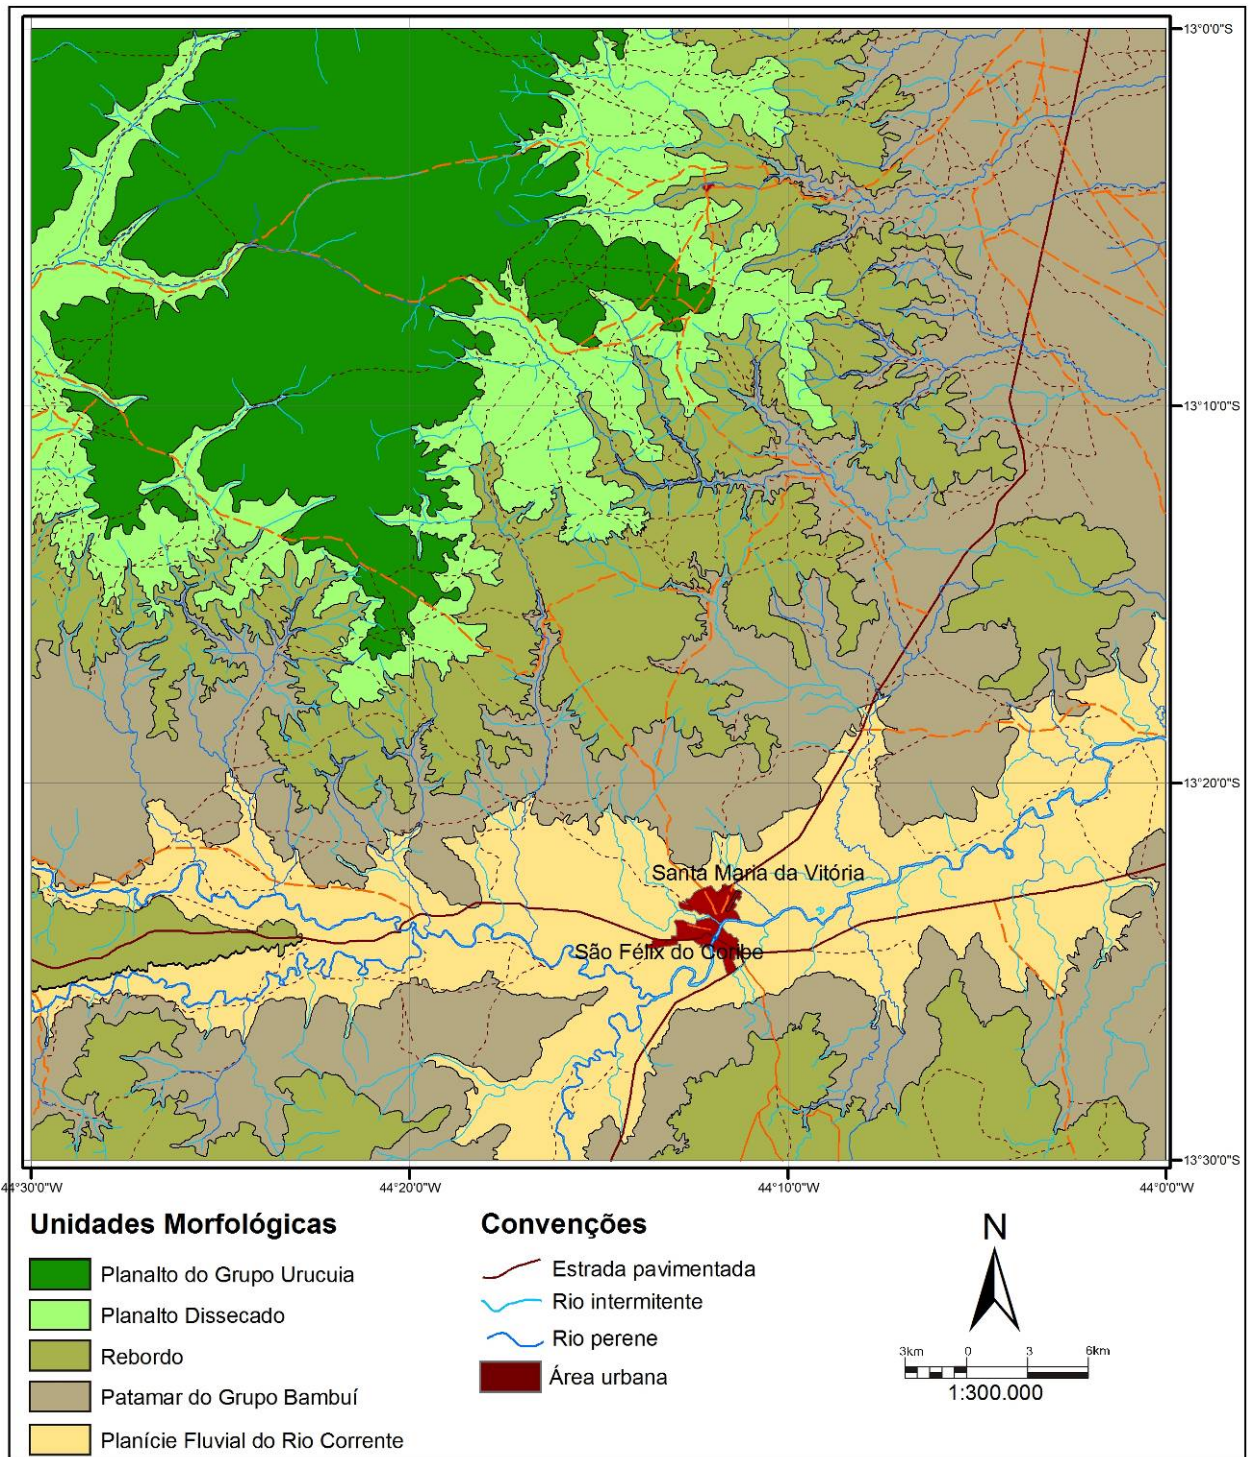 13°0'0"S
Santa Maria da Vitória
São Félix do Coribe
13°10'0"S
13°20'0"S
13°30'0"S
44°30'0"W
44°20'0"W
44°10'0"W
44°0'0"W
Unidades Morfológicas
Planalto do Grupo Urucuia
Planalto Dissecado
Rebordo
Patamar do Grupo Bambuí
Planície Fluvial do Rio Corrente
Convenções
Estrada pavimentada
Rio intermitente
Rio perene
Área urbana
N
3km 0 3 6km
1:300.000